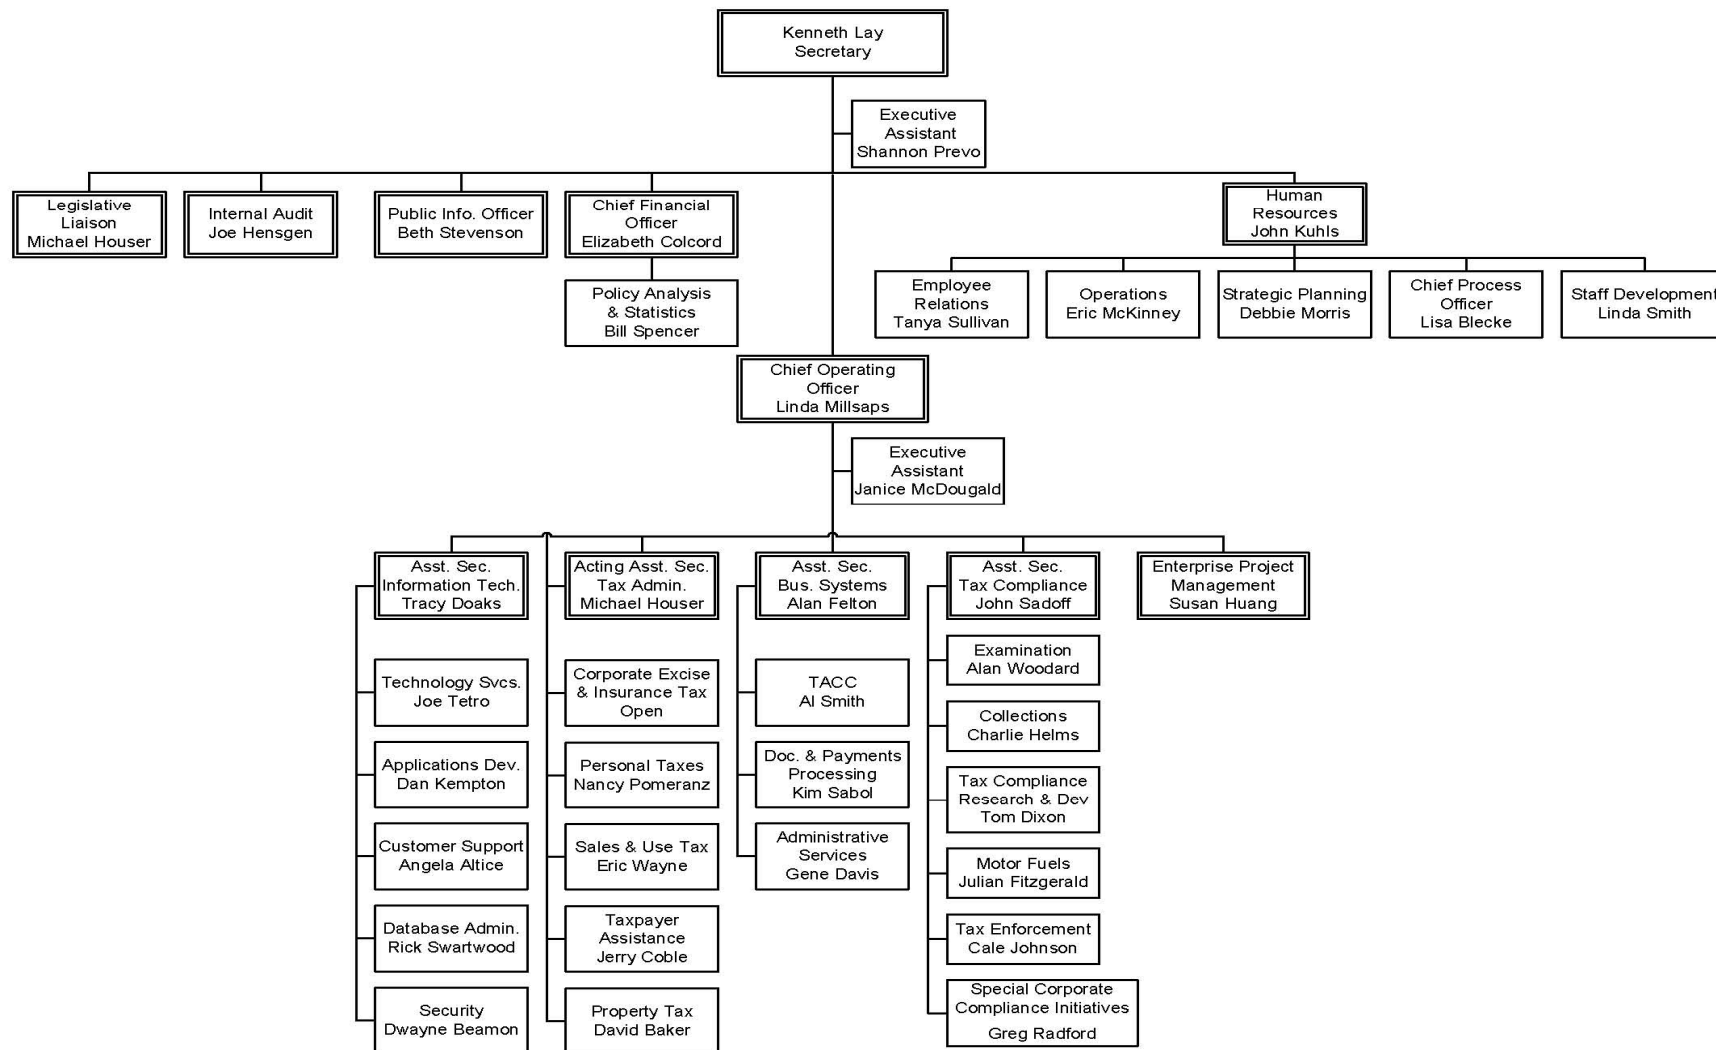 Kenneth Lay
Secretary
Executive
Assistant
Shannon Prevo
Legislative
Liaison
Michael Houser
Internal Audit
Joe Hensgen
Public Info. Officer
Beth Stevenson
Chief Financial
Officer
Elizabeth Colcord
Human
Resources
John Kuhls
Policy Analysis
& Statistics
Bill Spencer
Employee
Relations
Tanya Sullivan
Operations
Eric McKinney
Strategic Planning
Debbie Morris
Chief Process
Officer
Lisa Blecke
Staff Development
Linda Smith
Chief Operating
Officer
Linda Millsaps
Executive
Assistant
Janice McDougald
Asst. Sec.
Information Tech.
Tracy Doaks
Technology Svcs.
Joe Tetro
Applications Dev.
Dan Kempton
Customer Support
Angela Altice
Database Admin.
Rick Swartwood
Security
Dwayne Beamon
Acting Asst. Sec.
Tax Admin.
Michael Houser
Corporate Excise
& Insurance Tax
Open
Personal Taxes
Nancy Pomeranz
Sales & Use Tax
Eric Wayne
Taxpayer
Assistance
Jerry Coble
Property Tax
David Baker
Asst. Sec.
Bus. Systems
Alan Felton
TACC
Al Smith
Doc. & Payments
Processing
Kim Sabol
Administrative
Services
Gene Davis
Asst. Sec.
Tax Compliance
John Sadoff
Examination
Alan Woodard
Collections
Charlie Helms
Tax Compliance
Research & Dev
Tom Dixon
Motor Fuels
Julian Fitzgerald
Tax Enforcement
Cale Johnson
Special Corporate
Compliance Initiatives
Greg Radford
Enterprise Project
Management
Susan Huang